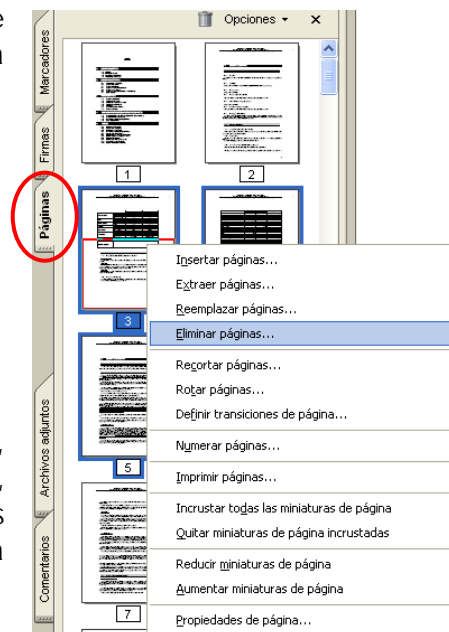 Opciones
x
Marcadores
Firmas
Páginas
Archivos adjuntos
Comentarios
1
2
3
5
7
Insertar páginas...
Extraer páginas...
Reemplazar páginas...
Eliminar páginas...
Recortar páginas...
Rotar páginas...
Definir transiciones de página...
Numerar páginas...
Imprimir páginas...
Incrustar todas las miniaturas de página
Quitar miniaturas de página incrustadas
Reducir miniaturas de página
Aumentar miniaturas de página
Propiedades de página...